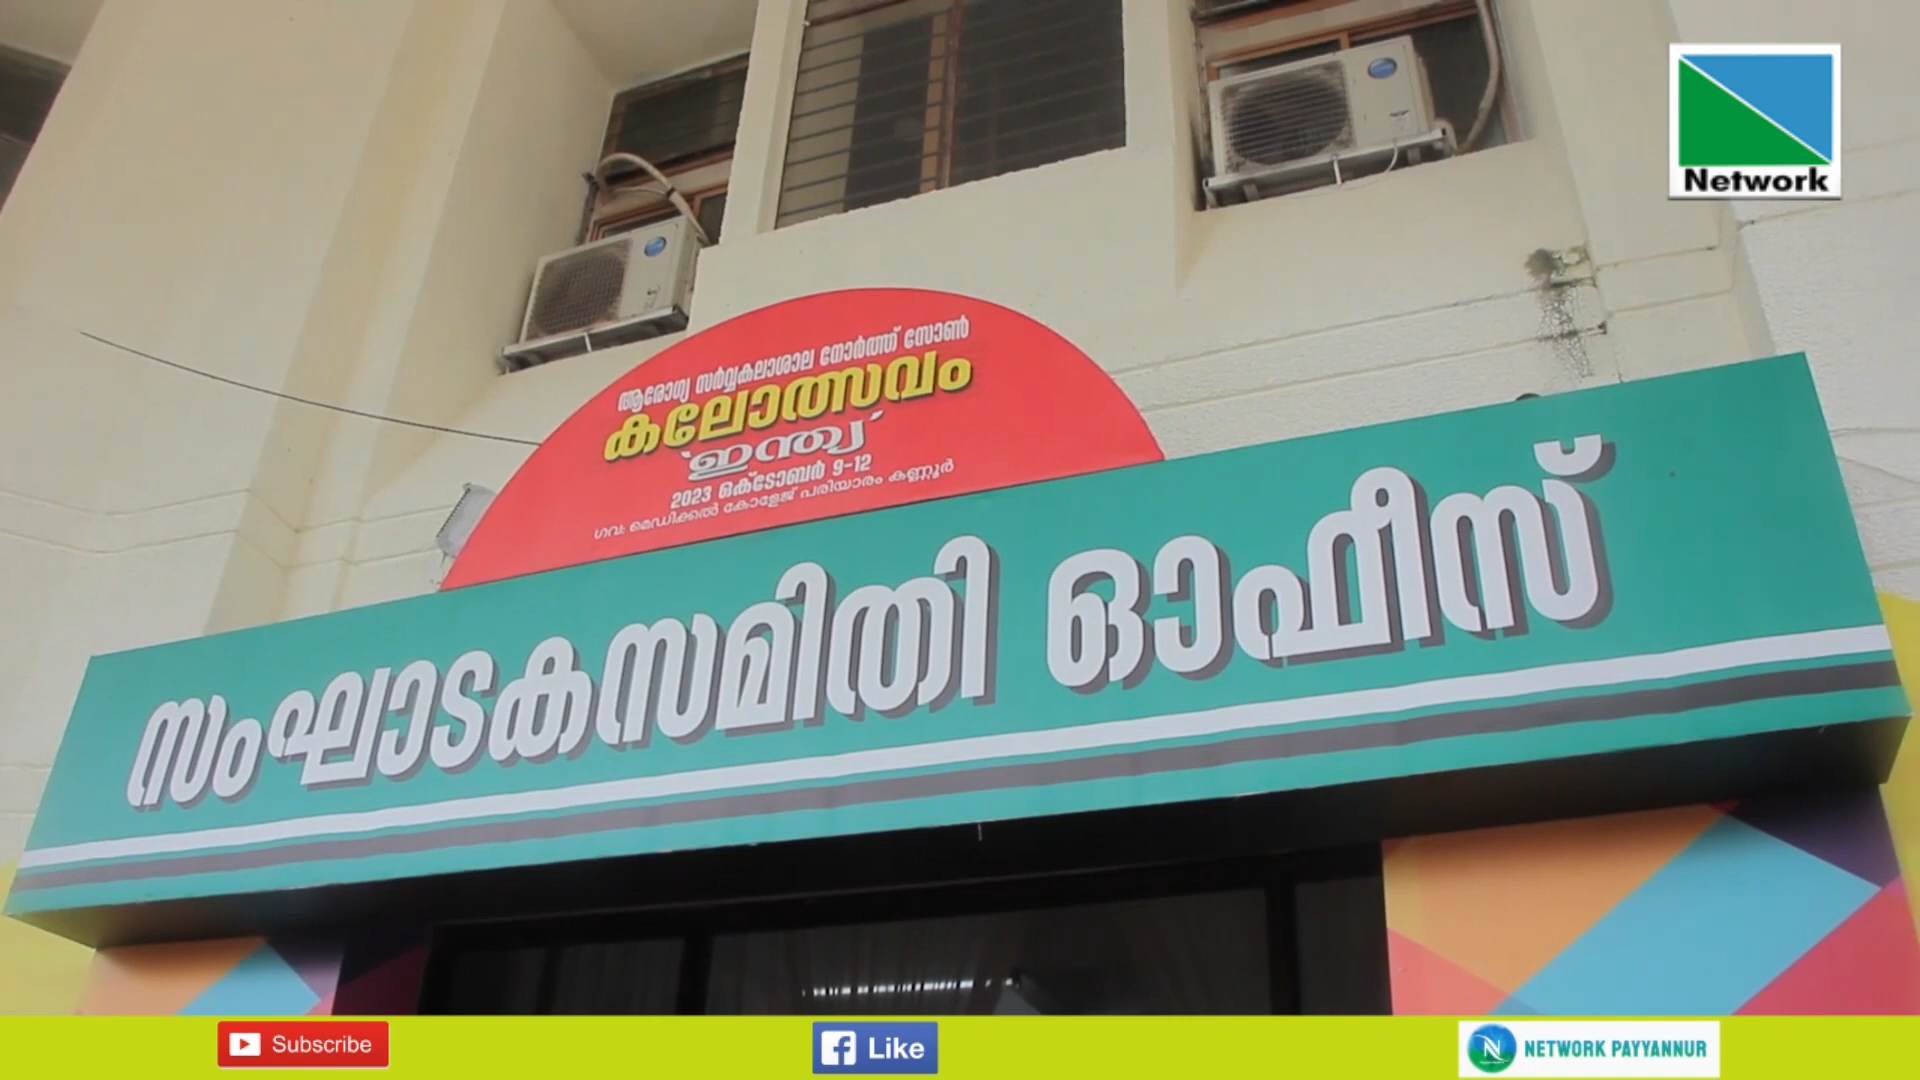 Network
ആരോഗ്യ സർവ്വകലാശാല നോർത്ത് സോൺ
കലോത്സവം
'ഇന്ത്യ'
2023 ഒക്ടോബർ 9-12
ഗവ: മെഡിക്കൽ കോളേജ് പരിയാരം കണ്ണൂർ
സംഘാടകസമിതി ഓഫീസ്
Subscribe
Like
NETWORK PAYYANNUR